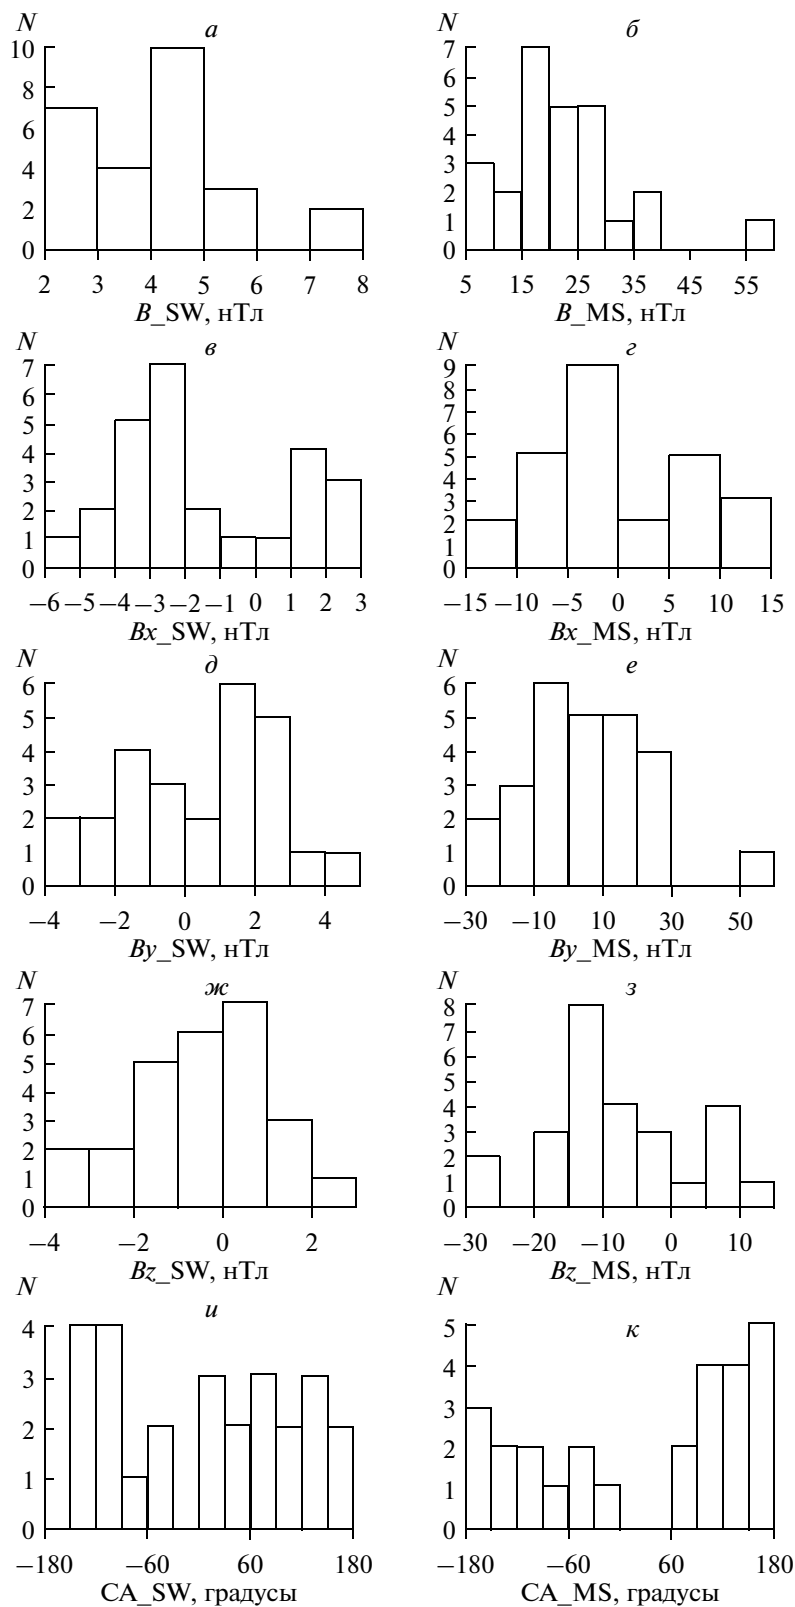 N
а
10
8
6
4
2
0
2 3 4 5 6 7 8
B_SW, нТл
N
б
7
6
5
4
3
2
1
0
5 15 25 35 45 55
B_MS, нТл
N
в
7
6
5
4
3
2
1
0
−6 −5 −4 −3 −2 −1 0 1 2 3
Bx_SW, нТл
N
г
9
8
7
6
5
4
3
2
1
0
−15 −10 −5 0 5 10 15
Bx_MS, нТл
N
д
6
5
4
3
2
1
0
−4 −2 0 2 4
By_SW, нТл
N
е
6
5
4
3
2
1
0
−30 −10 10 30 50
By_MS, нТл
N
ж
7
6
5
4
3
2
1
0
−4 −2 0 2
Bz_SW, нТл
N
з
8
7
6
5
4
3
2
1
0
−30 −20 −10 0 10
Bz_MS, нТл
N
и
4
3
2
1
0
−180 −60 60 180
CA_SW, градусы
N
к
5
4
3
2
1
0
−180 −60 60 180
CA_MS, градусы